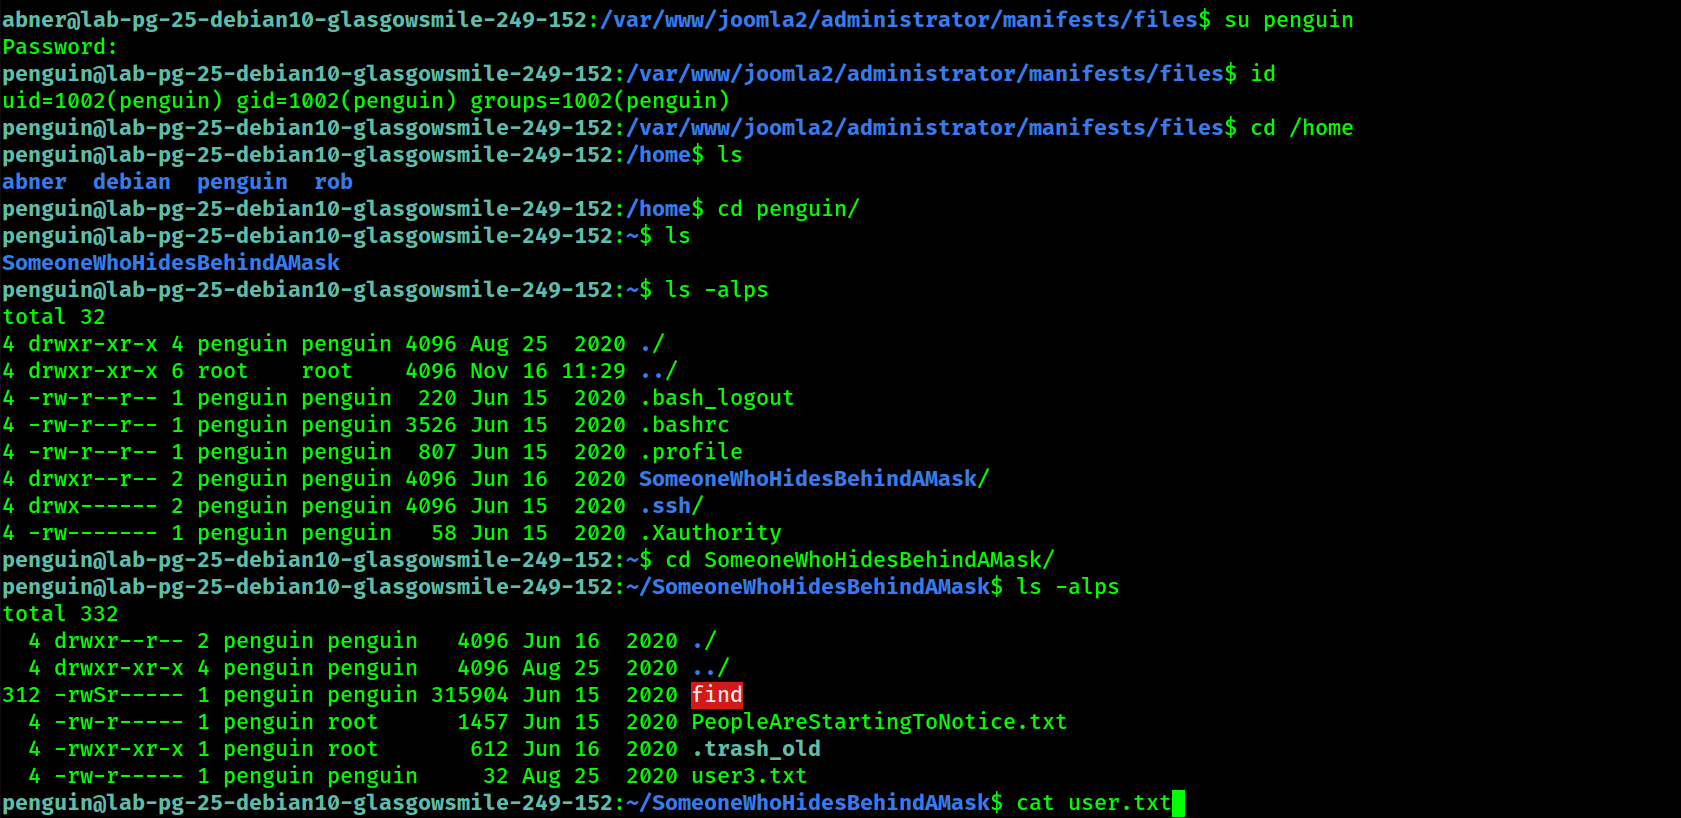 abner@lab-pg-25-debian10-glasgowsmile-249-152:/var/www/joomla2/administrator/manifests/files$ su penguin
Password:
penguin@lab-pg-25-debian10-glasgowsmile-249-152:/var/www/joomla2/administrator/manifests/files$ id
uid=1002(penguin) gid=1002(penguin) groups=1002(penguin)
penguin@lab-pg-25-debian10-glasgowsmile-249-152:/var/www/joomla2/administrator/manifests/files$ cd /home
penguin@lab-pg-25-debian10-glasgowsmile-249-152:/home$ ls
abner  debian  penguin  rob
penguin@lab-pg-25-debian10-glasgowsmile-249-152:/home$ cd penguin/
penguin@lab-pg-25-debian10-glasgowsmile-249-152:~$ ls
SomeoneWhoHidesBehindAMask
penguin@lab-pg-25-debian10-glasgowsmile-249-152:~$ ls -alps
total 32
4 drwxr-xr-x 4 penguin penguin 4096 Aug 25  2020 ./
4 drwxr-xr-x 6 root    root    4096 Nov 16 11:29 ../
4 -rw-r--r-- 1 penguin penguin  220 Jun 15  2020 .bash_logout
4 -rw-r--r-- 1 penguin penguin 3526 Jun 15  2020 .bashrc
4 -rw-r--r-- 1 penguin penguin  807 Jun 15  2020 .profile
4 drwxr--r-- 2 penguin penguin 4096 Jun 16  2020 SomeoneWhoHidesBehindAMask/
4 drwx------ 2 penguin penguin 4096 Jun 15  2020 .ssh/
4 -rw------- 1 penguin penguin   58 Jun 15  2020 .Xauthority
penguin@lab-pg-25-debian10-glasgowsmile-249-152:~$ cd SomeoneWhoHidesBehindAMask/
penguin@lab-pg-25-debian10-glasgowsmile-249-152:~/SomeoneWhoHidesBehindAMask$ ls -alps
total 332
  4 drwxr--r-- 2 penguin penguin   4096 Jun 16  2020 ./
  4 drwxr-xr-x 4 penguin penguin   4096 Aug 25  2020 ../
312 -rwSr----- 1 penguin penguin 315904 Jun 15  2020 find
  4 -rw-r----- 1 penguin root      1457 Jun 15  2020 PeopleAreStartingToNotice.txt
  4 -rwxr-xr-x 1 penguin root       612 Jun 16  2020 .trash_old
  4 -rw-r----- 1 penguin penguin     32 Aug 25  2020 user3.txt
penguin@lab-pg-25-debian10-glasgowsmile-249-152:~/SomeoneWhoHidesBehindAMask$ cat user.txt